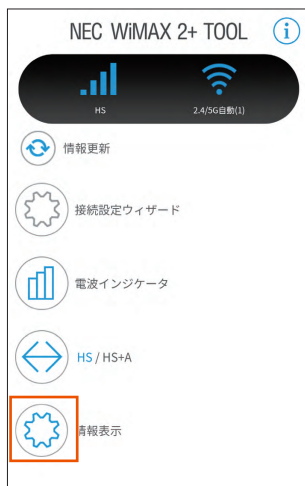 NEC WiMAX 2+ TOOL
HS
2.4/5G自動(1)
情報更新
接続設定ウィザード
電波インジケータ
HS / HS+A
情報表示